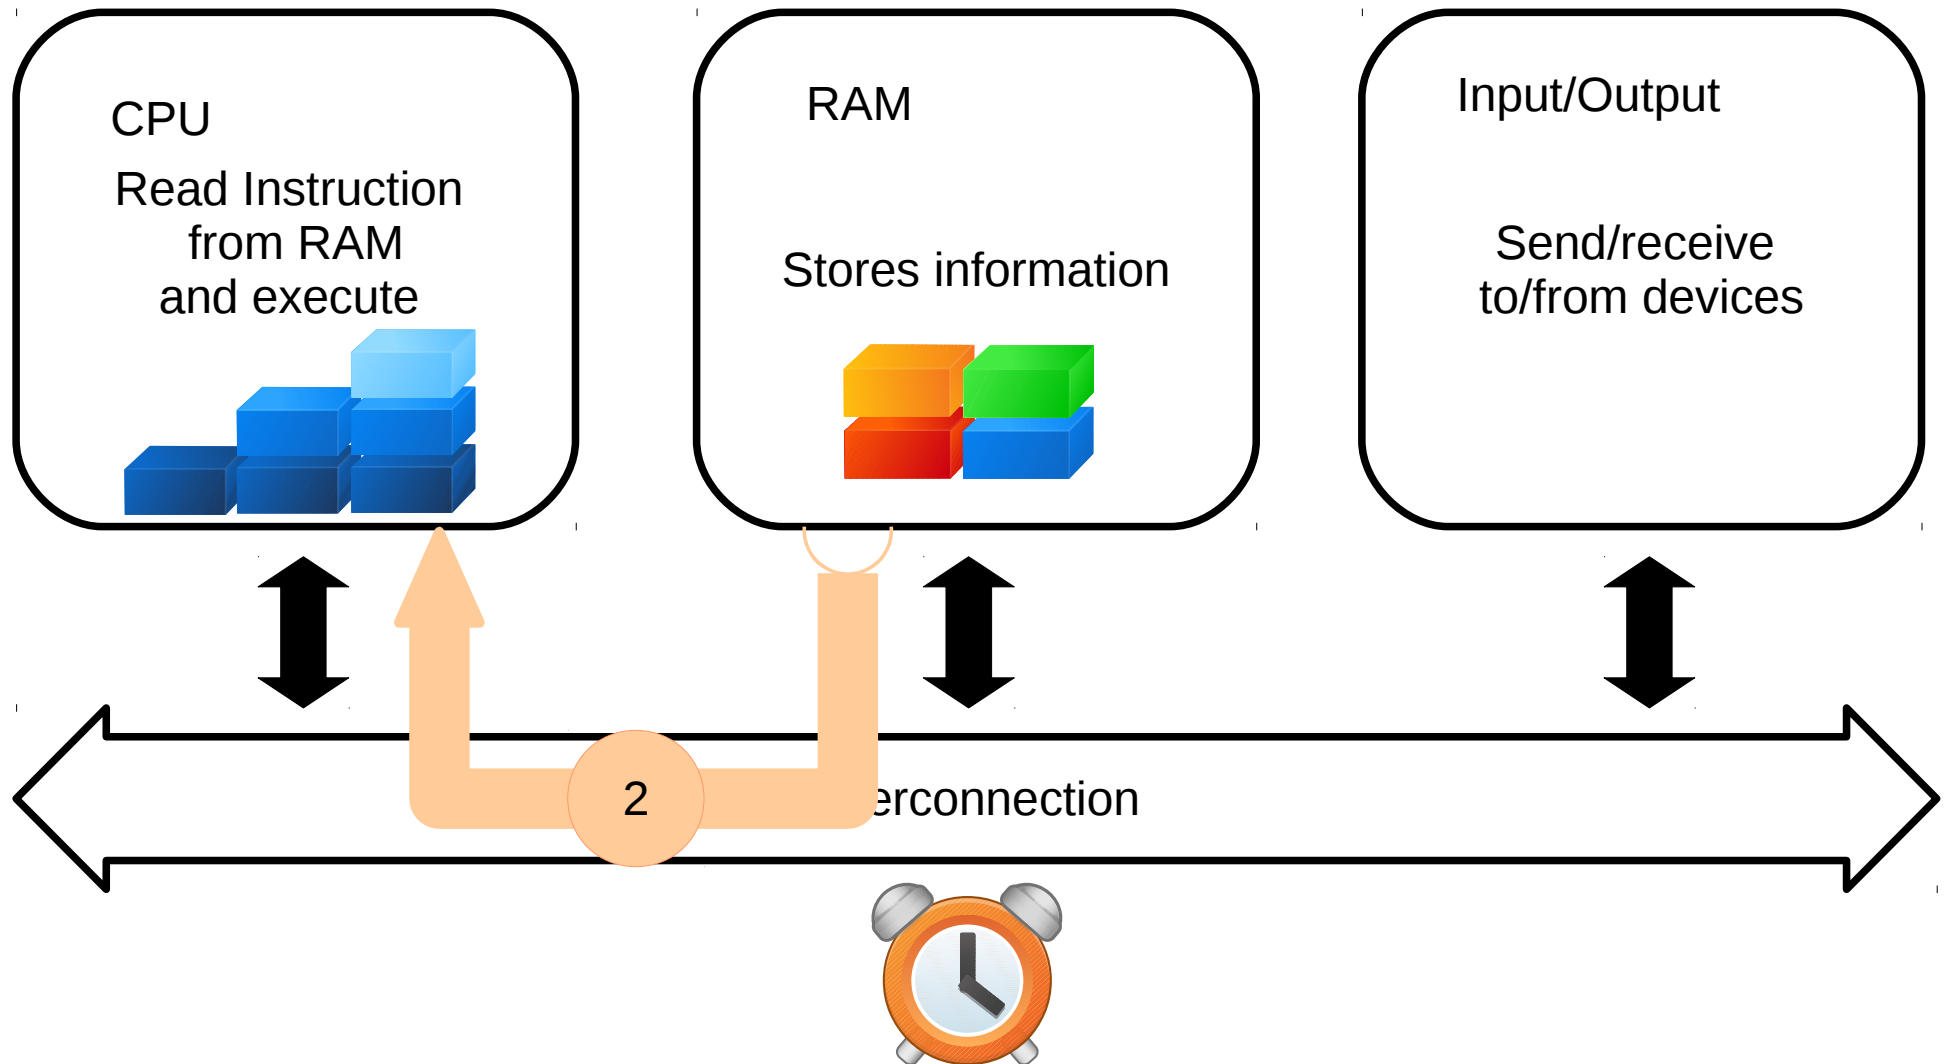 CPU
Read Instruction
from RAM
and execute
RAM
Stores information
Input/Output
Send/receive
to/from devices
2
erconnection